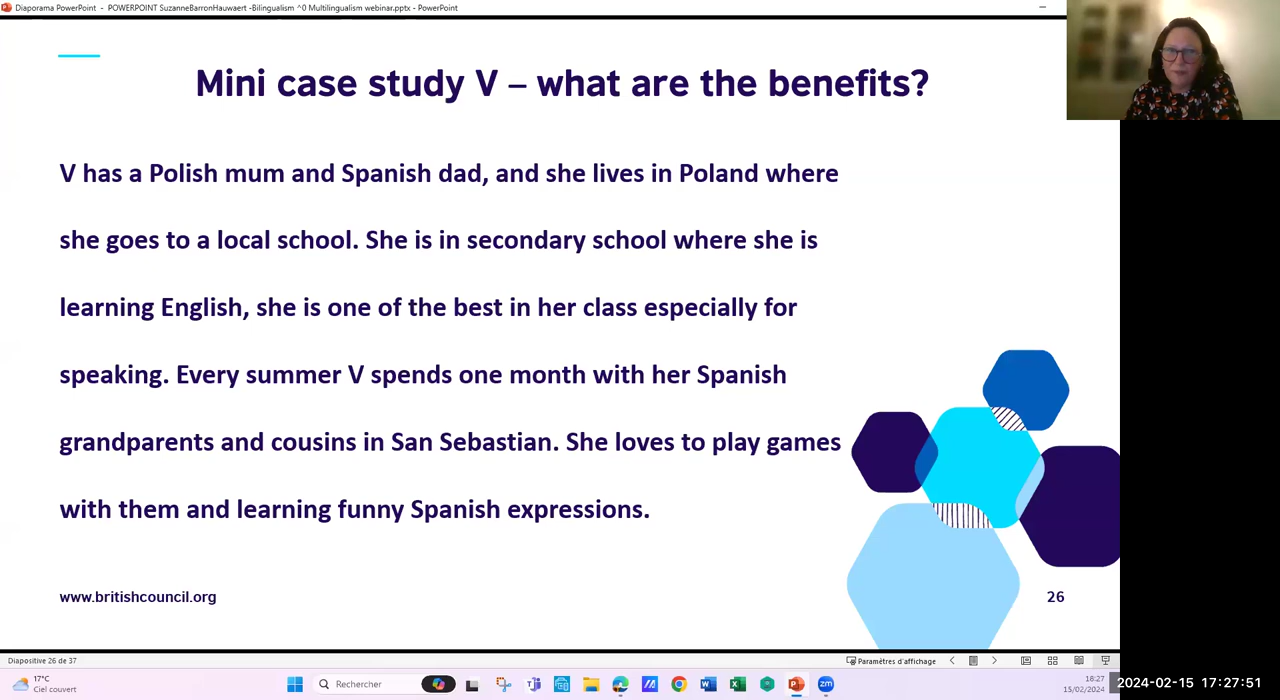 Diaporama PowerPoint - POWERPOINT SuzanneBarronHauwaert -Bilingualism ^0 Multilingualism webinar.pptx - PowerPoint
Mini case study V – what are the benefits?
V has a Polish mum and Spanish dad, and she lives in Poland where
she goes to a local school. She is in secondary school where she is
learning English, she is one of the best in her class especially for
speaking. Every summer V spends one month with her Spanish
grandparents and cousins in San Sebastian. She loves to play games
with them and learning funny Spanish expressions.
www.britishcouncil.org
26
Diapositive 26 de 37
Paramètres d'affichage
17°C
Ciel couvert
Rechercher
zm
18:27
15/02/2024
2024-02-15 17:27:51